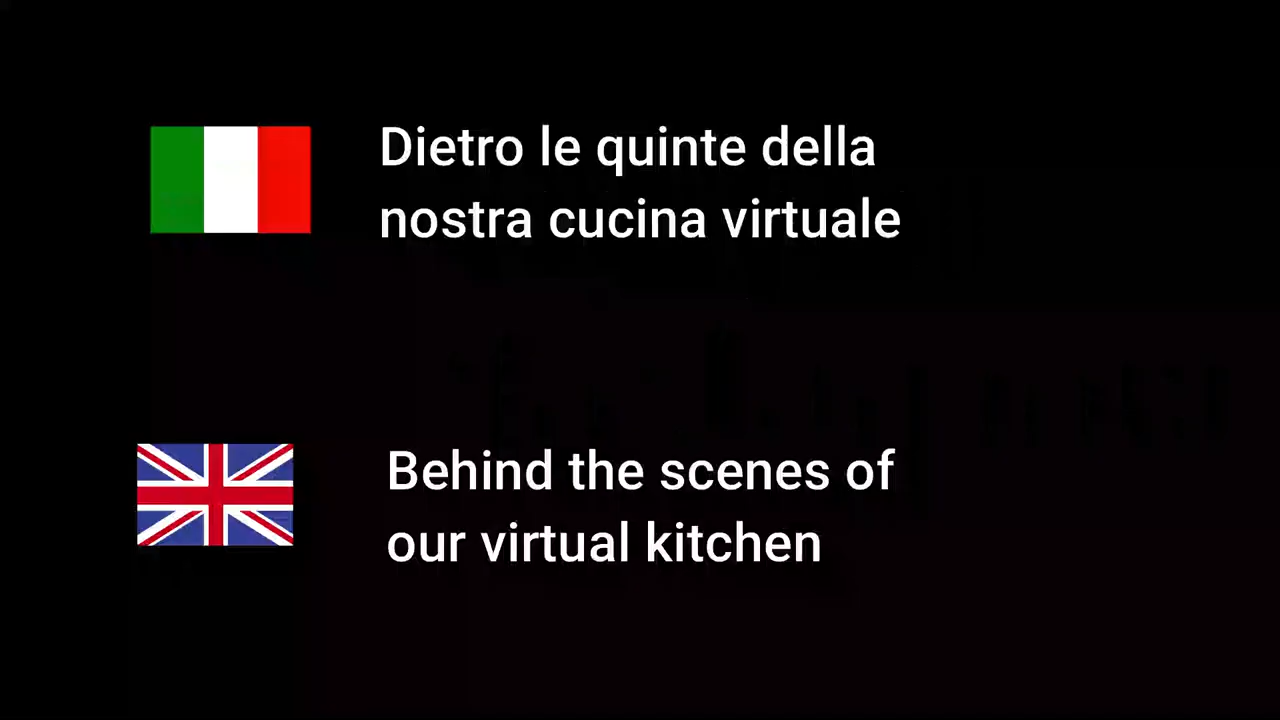 Dietro le quinte della
nostra cucina virtuale
Behind the scenes of
our virtual kitchen